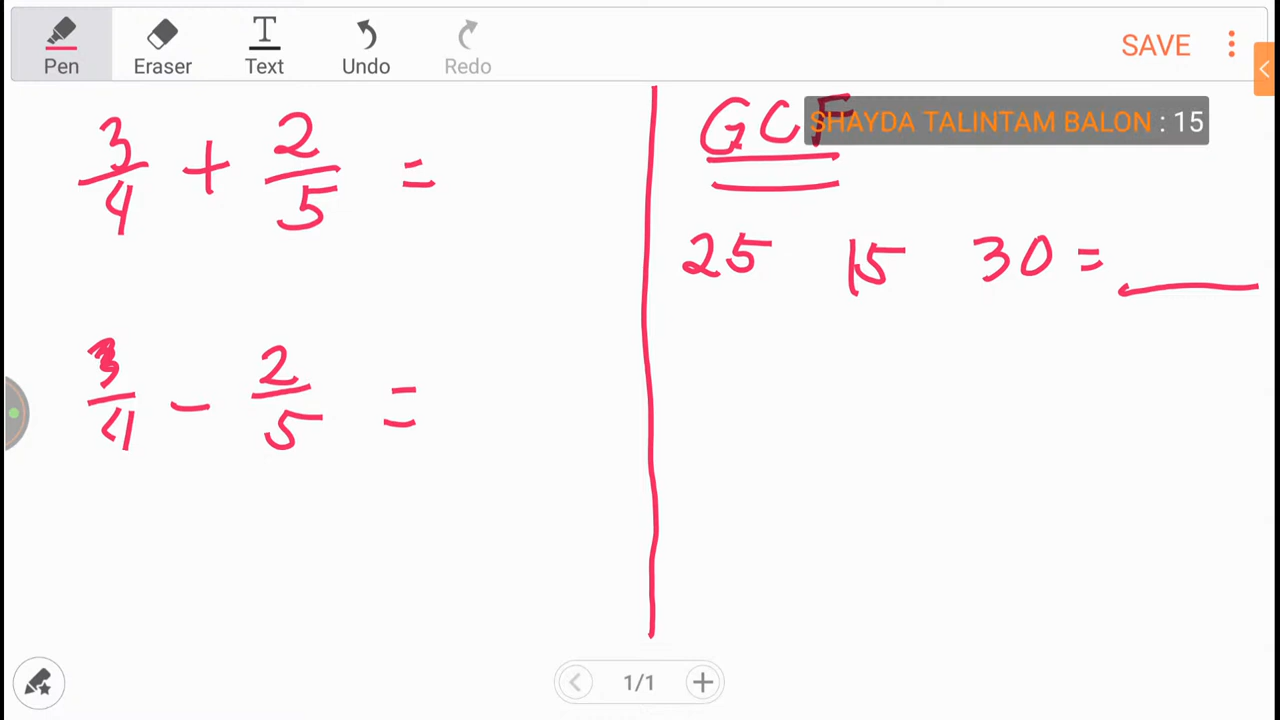 Pen Eraser Text Undo Redo SAVE
3/4 + 2/5 =
3/4 - 2/5 =
GCF
SHAYDA TALINTAM BALON : 15
25 15 30 =
1/1